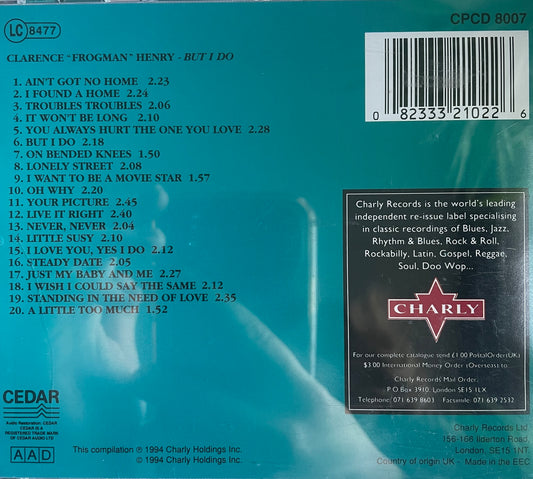 LC 8477
CPCD 8007
CLARENCE "FROGMAN" HENRY - BUT I DO
1. AIN'T GOT NO HOME 2.23
2. I FOUND A HOME 2.24
3. TROUBLES TROUBLES 2.06
4. IT WON'T BE LONG 2.10
5. YOU ALWAYS HURT THE ONE YOU LOVE 2.28
6. BUT I DO 2.18
7. ON BENDED KNEES 1.50
8. LONELY STREET 2.08
9. I WANT TO BE A MOVIE STAR 1.57
10. OH WHY 2.20
11. YOUR PICTURE 2.45
12. LIVE IT RIGHT 2.40
13. NEVER, NEVER 2.04
14. LITTLE SUSY 2.10
15. I LOVE YOU, YES I DO 2.12
16. STEADY DATE 2.05
17. JUST MY BABY AND ME 2.27
18. I WISH I COULD SAY THE SAME 2.12
19. STANDING IN THE NEED OF LOVE 2.35
20. A LITTLE TOO MUCH 1.52
0 82333 21022 6
Charly Records is the world's leading
independent re-issue label specialising
in classic recordings of Blues, Jazz,
Rhythm & Blues, Rock & Roll,
Rockabilly, Latin, Gospel, Reggae,
Soul, Doo Wop...
CHARLY
For our complete catalogue send £1.00 PostalOrder(UK)
$3.00 International Money Order (Overseas) to:
Charly Records Mail Order,
P O Box 3910, London SE15 1LX
Telephone: 071 639 8603 Facsimile: 071 639 2532
CEDAR
Audio Restoration: CEDAR
CEDAR IS A
REGISTERED TRADE MARK
OF CEDAR AUDIO LTD
AAD
This compilation ℗ 1994 Charly Holdings Inc.
© 1994 Charly Holdings Inc.
Charly Records Ltd.
156-166 Ilderton Road,
London, SE15 1NT.
Country of origin UK - Made in the EEC